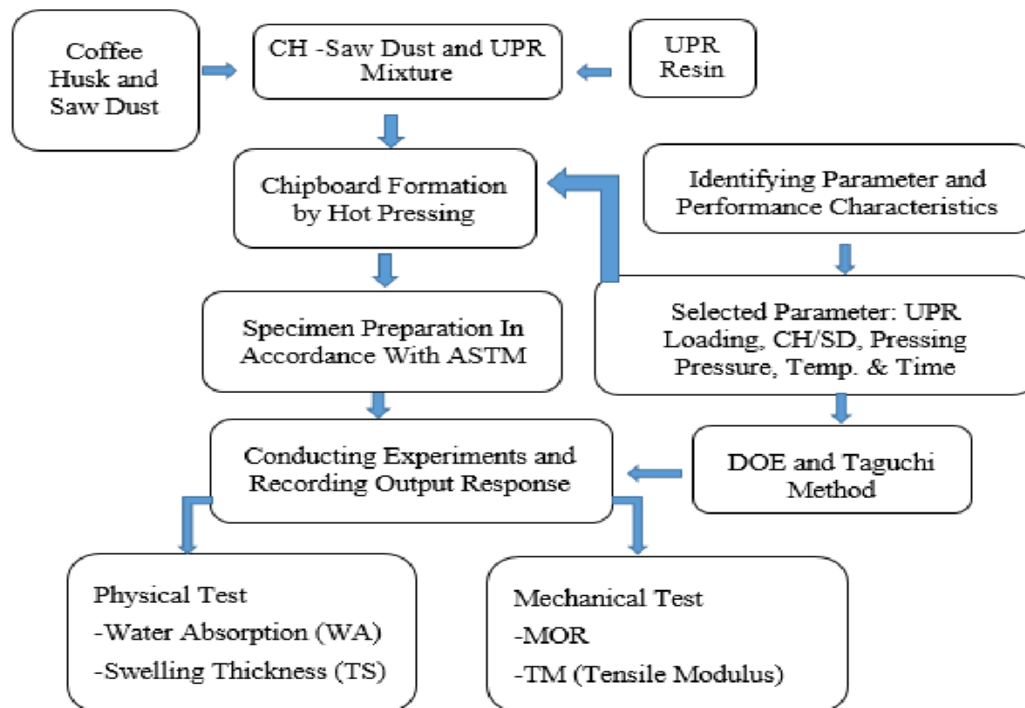 Coffee
Husk and
Saw Dust
CH -Saw Dust and UPR
Mixture
UPR
Resin
Chipboard Formation
by Hot Pressing
Identifying Parameter and
Performance Characteristics
Specimen Preparation In
Accordance With ASTM
Selected Parameter: UPR
Loading, CH/SD, Pressing
Pressure, Temp. & Time
Conducting Experiments and
Recording Output Response
DOE and Taguchi
Method
Physical Test
-Water Absorption (WA)
-Swelling Thickness (TS)
Mechanical Test
-MOR
-TM (Tensile Modulus)